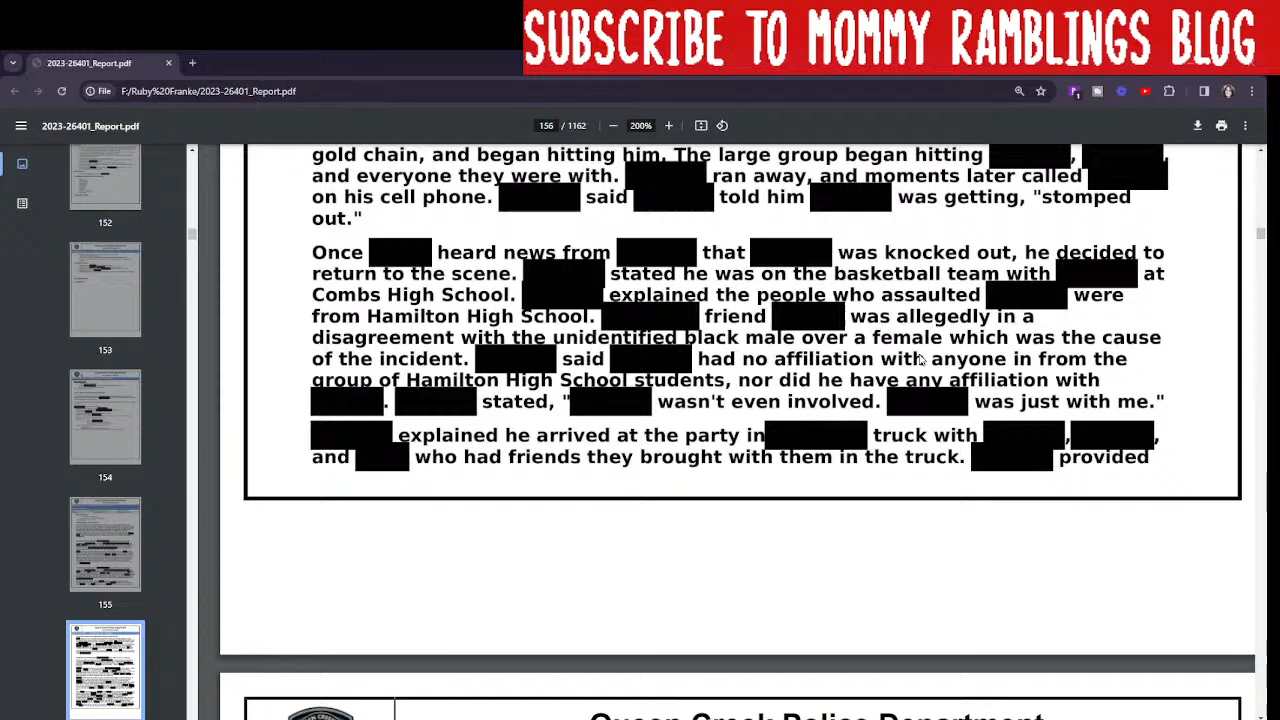 SUBSCRIBE TO MOMMY RAMBLINGS BLOG
2023-26401_Report.pdf
File F:/Ruby%20Franke/2023-26401_Report.pdf
2023-26401_Report.pdf 156 / 1162 200%
gold chain, and began hitting him. The large group began hitting , ,
and everyone they were with. ran away, and moments later called
on his cell phone. said told him was getting, "stomped
out."
Once heard news from that was knocked out, he decided to
return to the scene. stated he was on the basketball team with at
Combs High School. explained the people who assaulted were
from Hamilton High School. friend was allegedly in a
disagreement with the unidentified black male over a female which was the cause
of the incident. said had no affiliation with anyone in from the
group of Hamilton High School students, nor did he have any affiliation with
. stated, " wasn't even involved. was just with me."
explained he arrived at the party in truck with , ,
and who had friends they brought with them in the truck. provided
152
153
154
155
Queen Creek Police Department